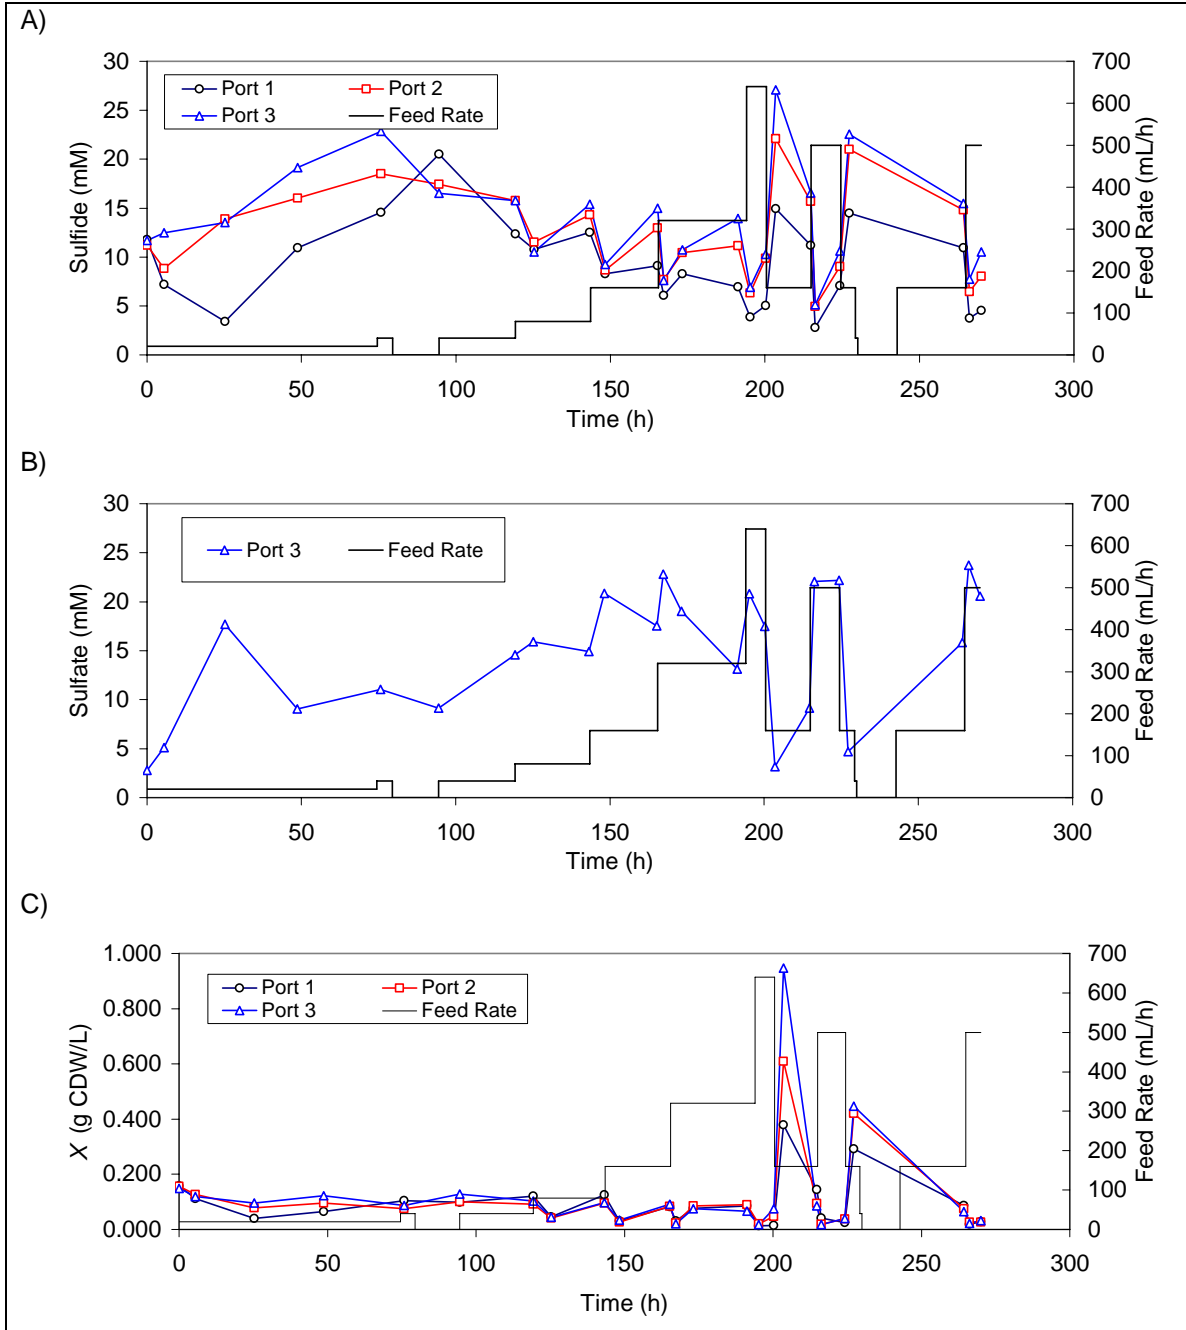 A)
Sulfide (mM)
30
25
20
15
10
5
0
Port 1 Port 2
Port 3 Feed Rate
700
600
500
400
300
200
100
0
Feed Rate (mL/h)
0 50 100 150 200 250 300
Time (h)
B)
Sulfate (mM)
30
25
20
15
10
5
0
Port 3 Feed Rate
700
600
500
400
300
200
100
0
Feed Rate (mL/h)
0 50 100 150 200 250 300
Time (h)
C)
X (g CDW/L)
1.000
0.800
0.600
0.400
0.200
0.000
Port 1 Port 2
Port 3 Feed Rate
700
600
500
400
300
200
100
0
Feed Rate (mL/h)
0 50 100 150 200 250 300
Time (h)